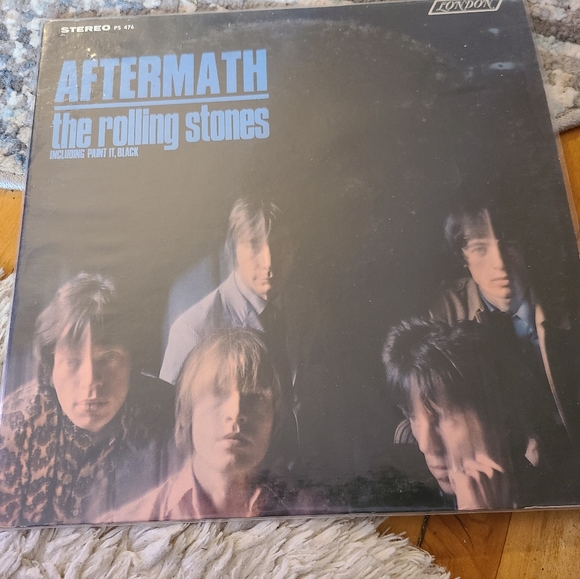 STEREO PS 476
LONDON
AFTERMATH
the rolling stones
INCLUDING PAINT IT, BLACK